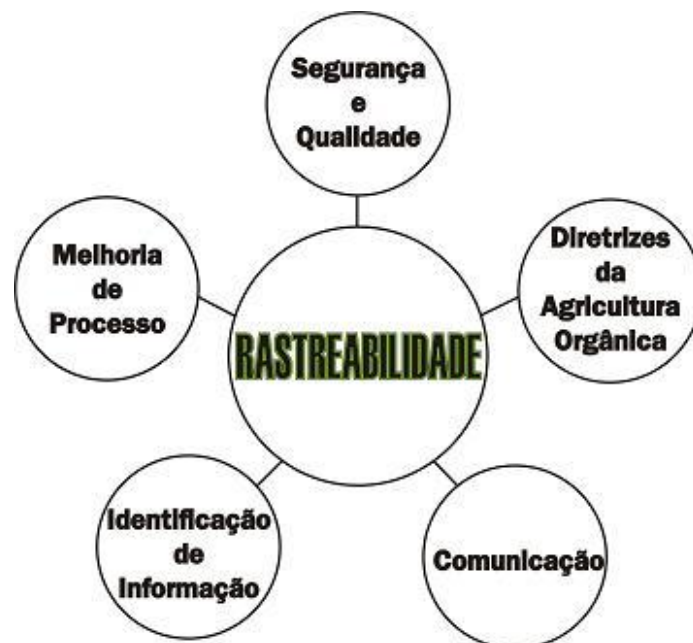 Segurança
e
Qualidade
Melhoria
de
Processo
Diretrizes
da
Agricultura
Orgânica
RASTREABILIDADE
Identificação
de
Informação
Comunicação